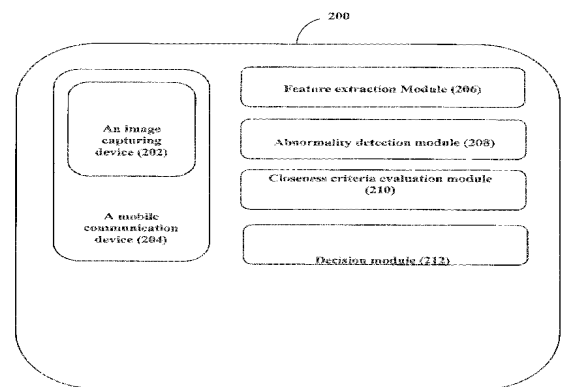 200
An image
capturing
device (202)
A mobile
communication
device (204)
Feature extraction Module (206)
Abnormality detection module (208)
Closeness criteria evaluation module
(210)
Decision module (212)